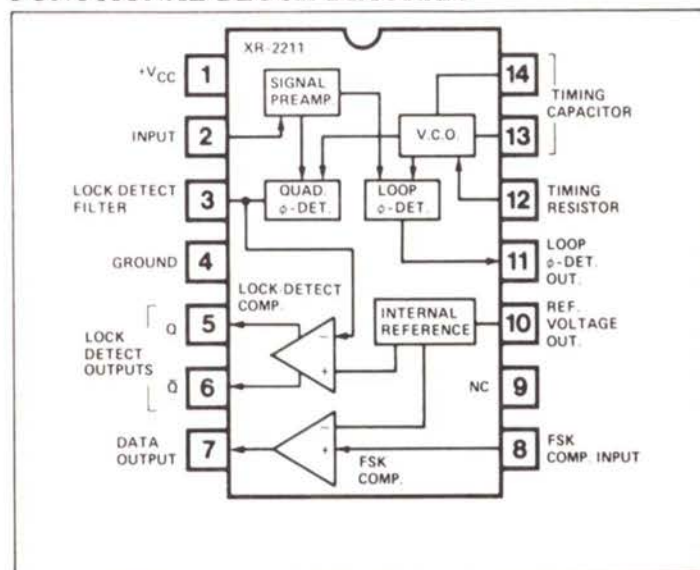 XR-2211
+VCC
1
INPUT
2
LOCK DETECT
FILTER
3
GROUND
4
LOCK
DETECT
OUTPUTS
Q
5
Q̄
6
DATA
OUTPUT
7
SIGNAL
PREAMP.
V.C.O.
QUAD.
φ-DET.
LOOP
φ-DET.
LOCK DETECT
COMP.
INTERNAL
REFERENCE
−
+
−
+
FSK
COMP.
14
TIMING
CAPACITOR
13
12
TIMING
RESISTOR
11
LOOP
φ-DET.
OUT.
10
REF.
VOLTAGE
OUT.
NC
9
8
FSK
COMP. INPUT